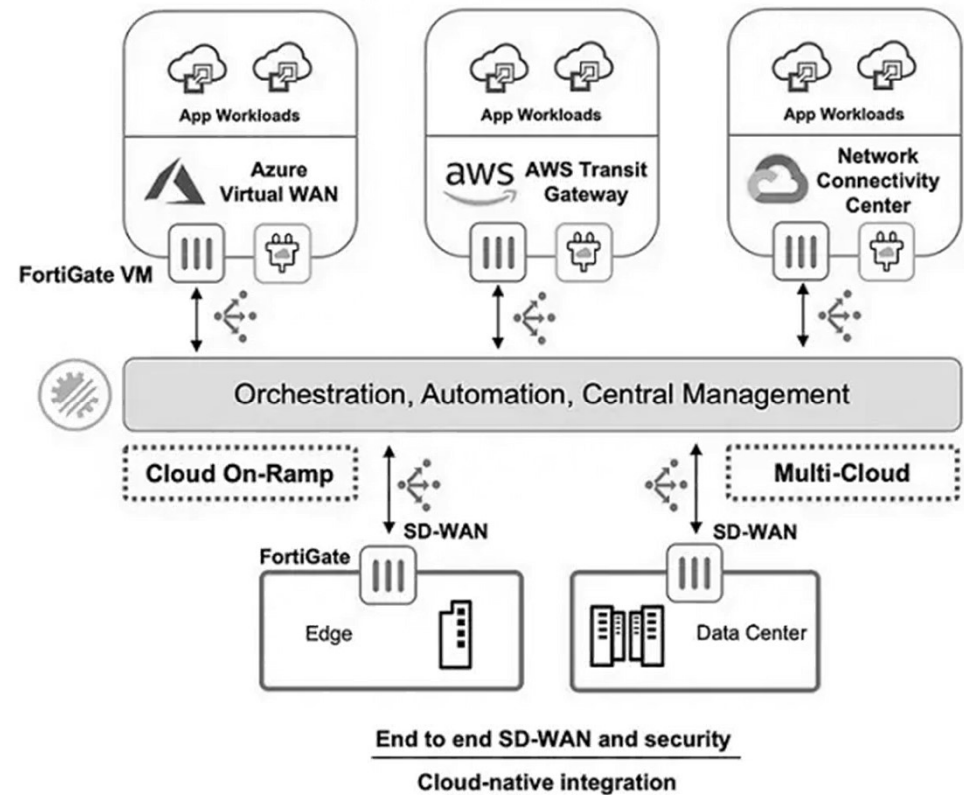 App Workloads
App Workloads
App Workloads
Azure
Virtual WAN
aws
AWS Transit
Gateway
Network
Connectivity
Center
FortiGate VM
Orchestration, Automation, Central Management
Cloud On-Ramp
Multi-Cloud
SD-WAN
SD-WAN
FortiGate
Edge
Data Center
End to end SD-WAN and security
Cloud-native integration